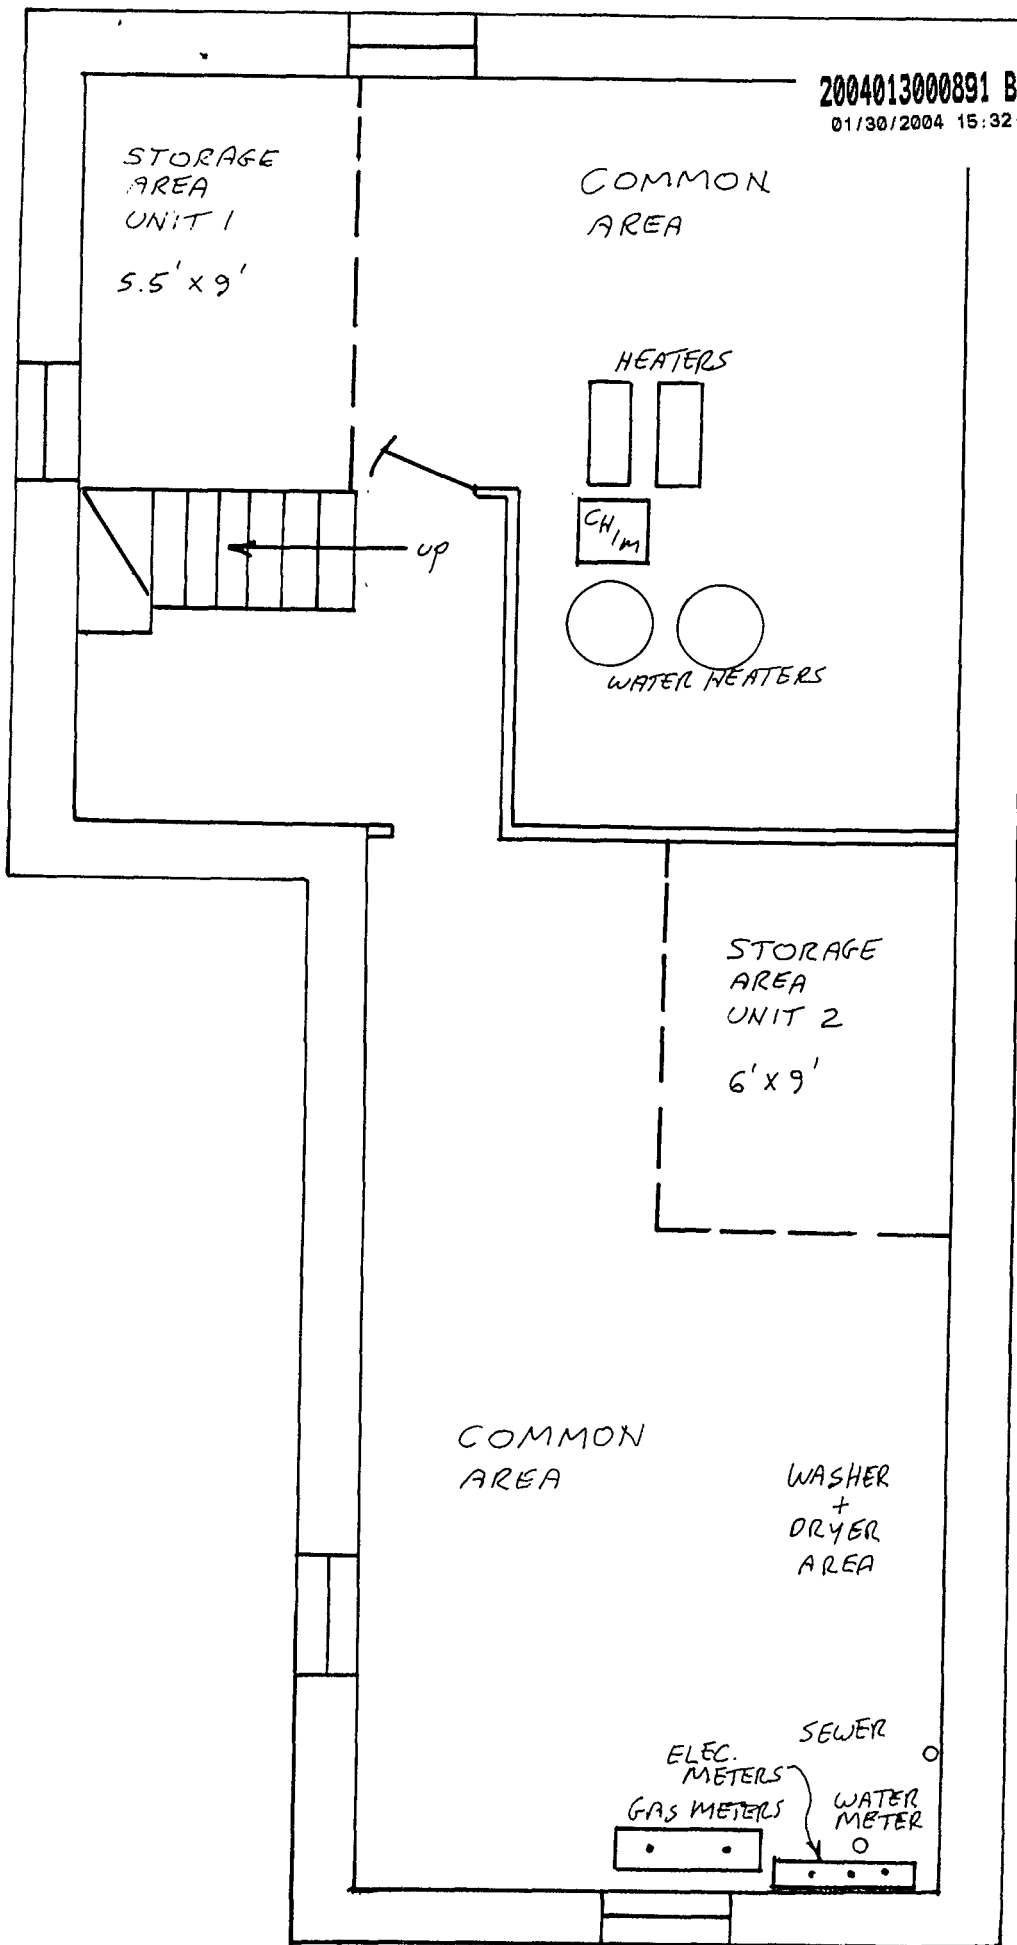 2004013000891 B
01/30/2004 15:32
STORAGE
AREA
UNIT 1
5.5' x 9'
COMMON
AREA
HEATERS
CH/M
UP
WATER HEATERS
STORAGE
AREA
UNIT 2
6' x 9'
COMMON
AREA
WASHER
+
DRYER
AREA
SEWER
ELEC.
METERS
GAS METERS
WATER
METER